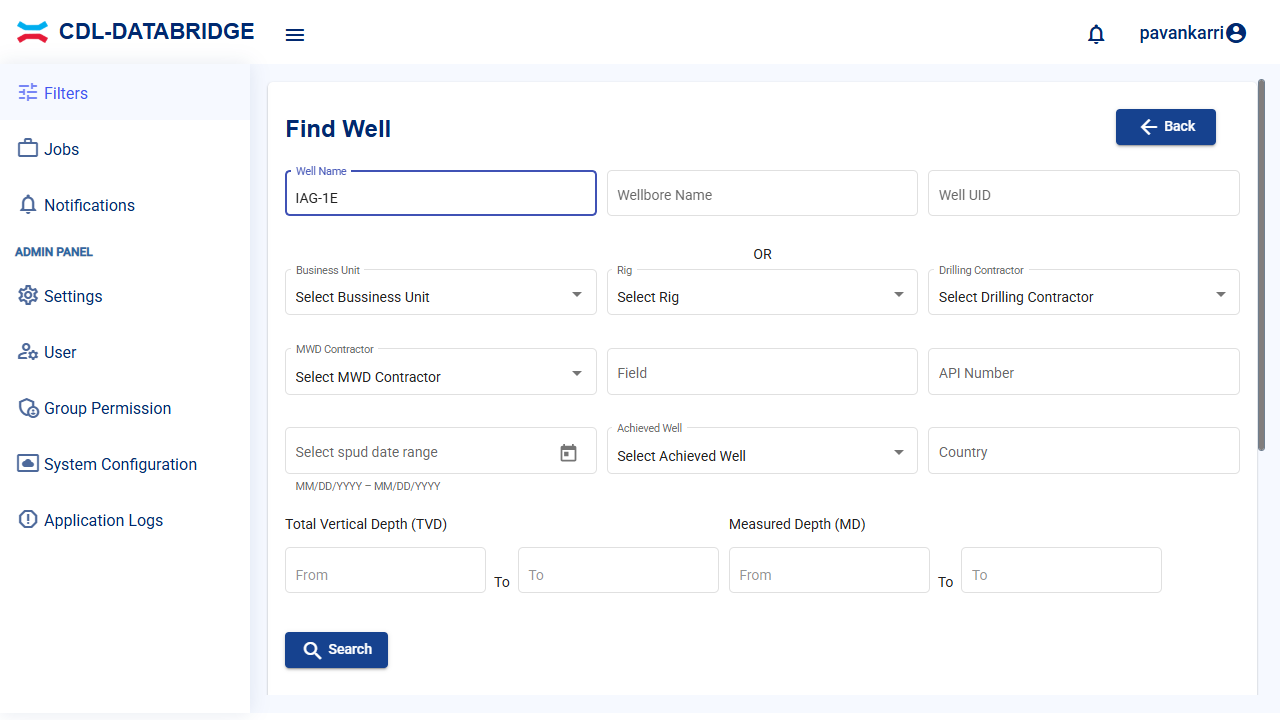 CDL-DATABRIDGE
pavankarri
Filters
Jobs
Notifications
ADMIN PANEL
Settings
User
Group Permission
System Configuration
Application Logs
Find Well
Back
Well Name
IAG-1E
Wellbore Name
Well UID
OR
Business Unit
Select Bussiness Unit
Rig
Select Rig
Drilling Contractor
Select Drilling Contractor
MWD Contractor
Select MWD Contractor
Field
API Number
Select spud date range
MM/DD/YYYY – MM/DD/YYYY
Achieved Well
Select Achieved Well
Country
Total Vertical Depth (TVD)
From
To
To
Measured Depth (MD)
From
To
To
Search